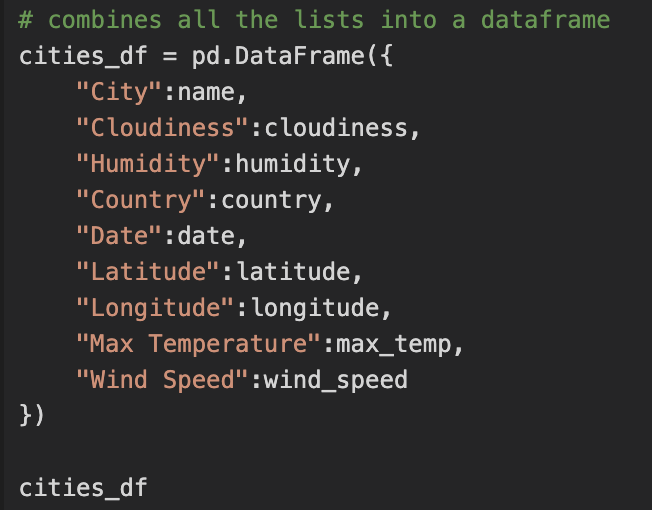 # combines all the lists into a dataframe
cities_df = pd.DataFrame({
    "City":name,
    "Cloudiness":cloudiness,
    "Humidity":humidity,
    "Country":country,
    "Date":date,
    "Latitude":latitude,
    "Longitude":longitude,
    "Max Temperature":max_temp,
    "Wind Speed":wind_speed
})

cities_df